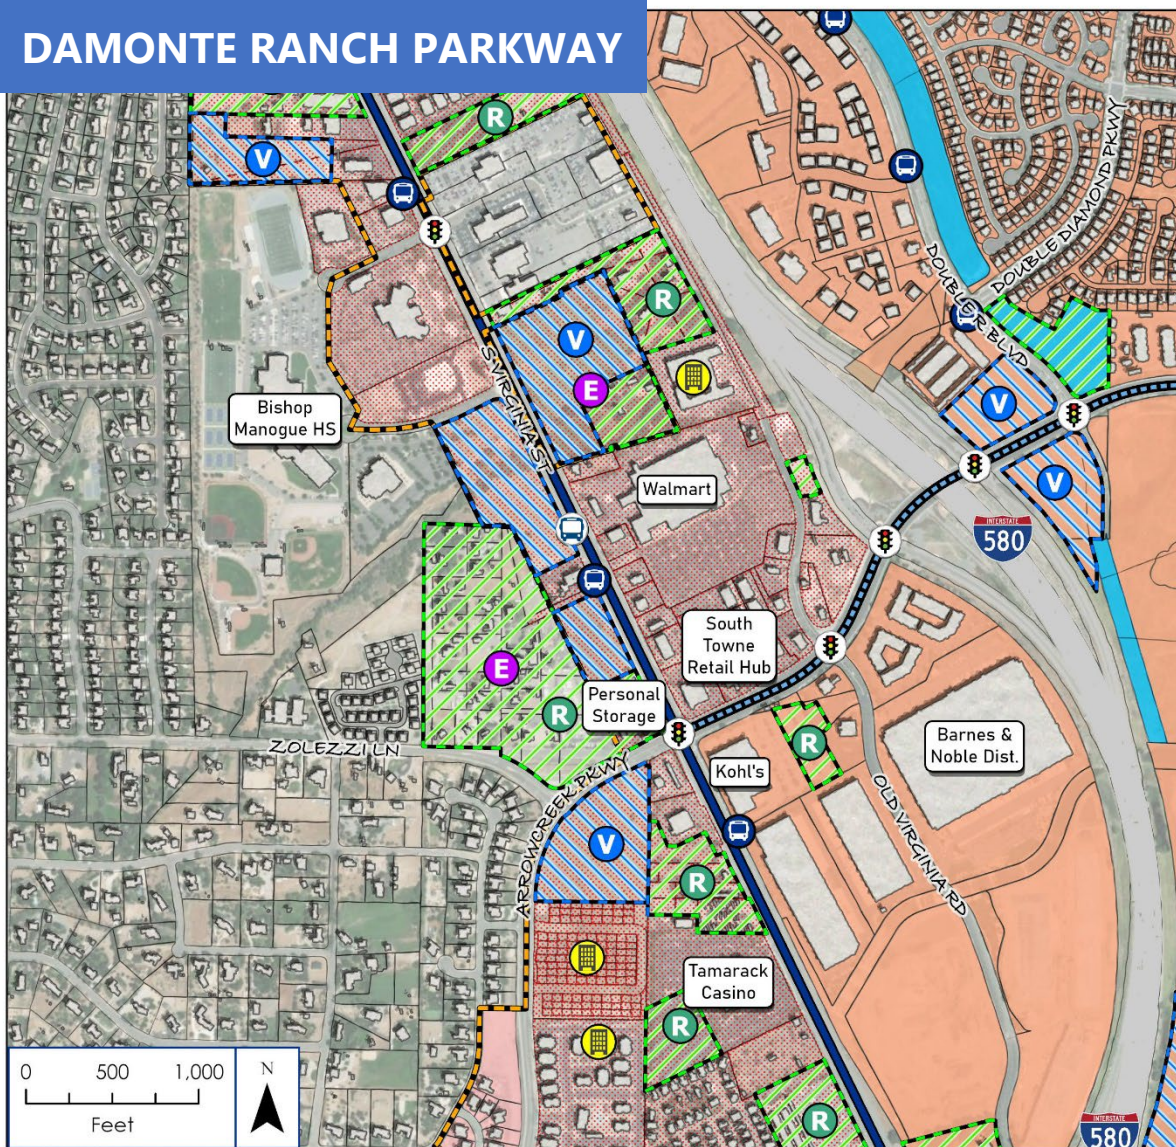 DAMONTE RANCH PARKWAY
R
V
DOUBLE DIAMOND PKWY
DOUBLE R BLVD
R
V
S VIRGINIA ST
E
V
Bishop
Manogue HS
V
Walmart
INTERSTATE
580
South
Towne
Retail Hub
E
R
Personal
Storage
ZOLEZZI LN
R
Barnes &
Noble Dist.
Kohl's
ARROWCREEK PKWY
OLD VIRGINIA RD
V
R
Tamarack
Casino
R
0 500 1,000
Feet
N
R
INTERSTATE
580